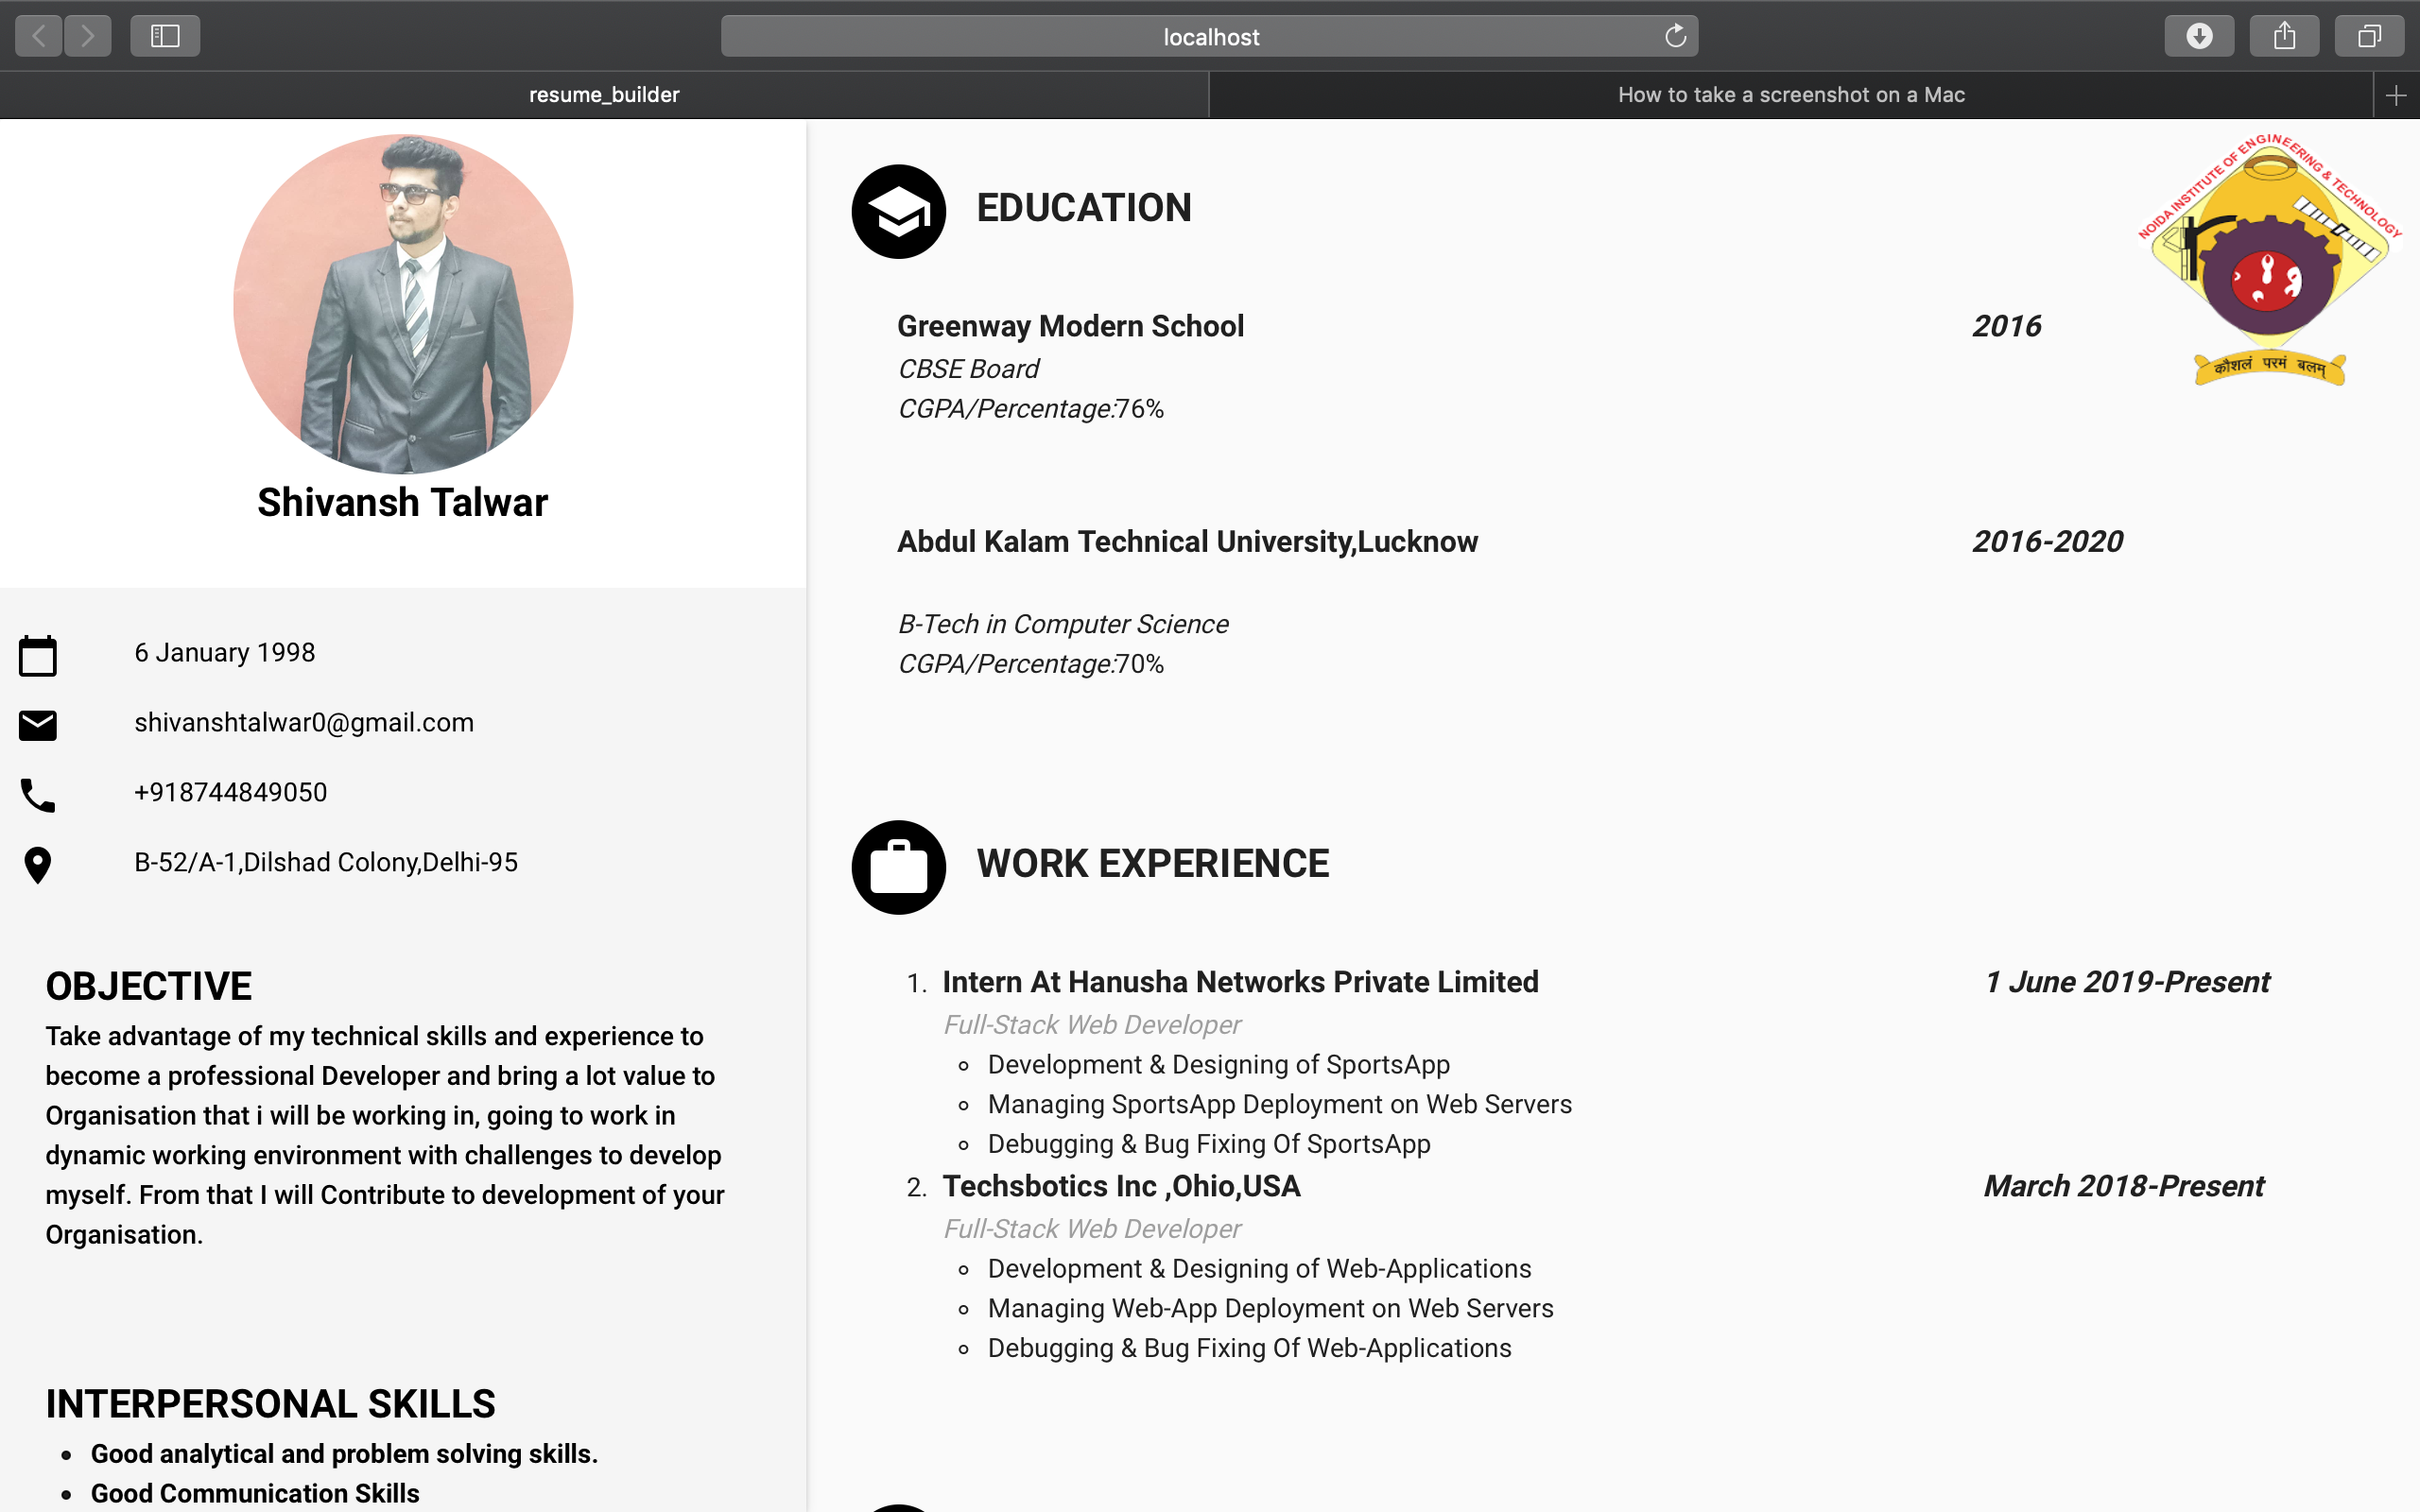 localhost
resume_builder
How to take a screenshot on a Mac
Shivansh Talwar
6 January 1998
shivanshtalwar0@gmail.com
+918744849050
B-52/A-1,Dilshad Colony,Delhi-95
OBJECTIVE
Take advantage of my technical skills and experience to
become a professional Developer and bring a lot value to
Organisation that i will be working in, going to work in
dynamic working environment with challenges to develop
myself. From that I will Contribute to development of your
Organisation.
INTERPERSONAL SKILLS
Good analytical and problem solving skills.
Good Communication Skills
EDUCATION
NOIDA INSTITUTE OF ENGINEERING & TECHNOLOGY
कौशलं परमं बलम्
Greenway Modern School 2016
CBSE Board
CGPA/Percentage:76%
Abdul Kalam Technical University,Lucknow 2016-2020
B-Tech in Computer Science
CGPA/Percentage:70%
WORK EXPERIENCE
1. Intern At Hanusha Networks Private Limited 1 June 2019-Present
Full-Stack Web Developer
Development & Designing of SportsApp
Managing SportsApp Deployment on Web Servers
Debugging & Bug Fixing Of SportsApp
2. Techsbotics Inc ,Ohio,USA March 2018-Present
Full-Stack Web Developer
Development & Designing of Web-Applications
Managing Web-App Deployment on Web Servers
Debugging & Bug Fixing Of Web-Applications